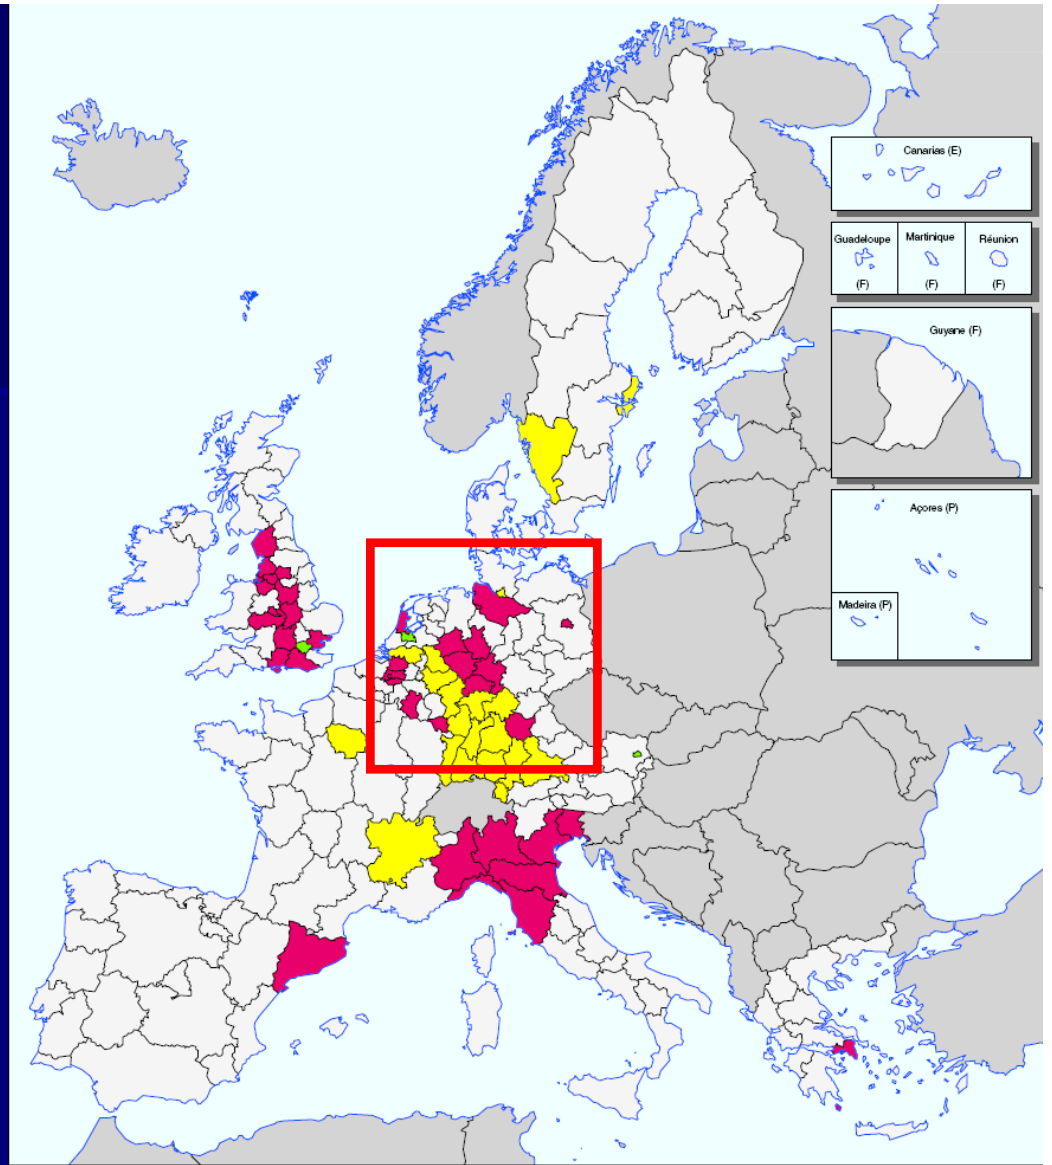 Canarias (E)
Guadeloupe
(F)
Martinique
(F)
Réunion
(F)
Guyane (F)
Açores (P)
Madeira (P)